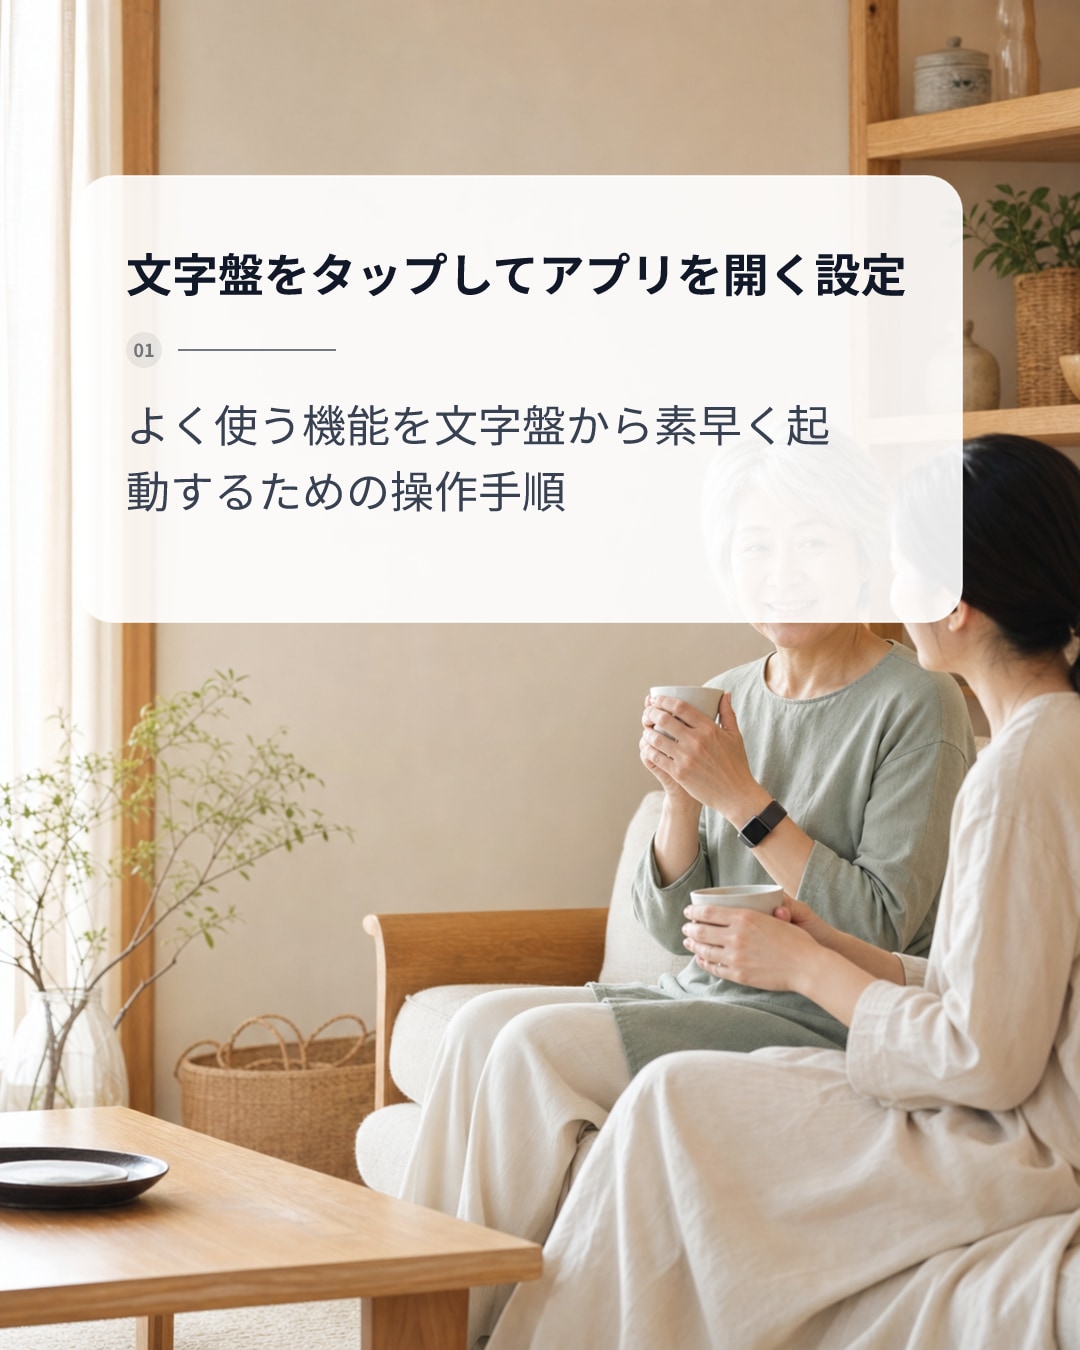 文字盤をタップしてアプリを開く設定
01
よく使う機能を文字盤から素早く起
動するための操作手順